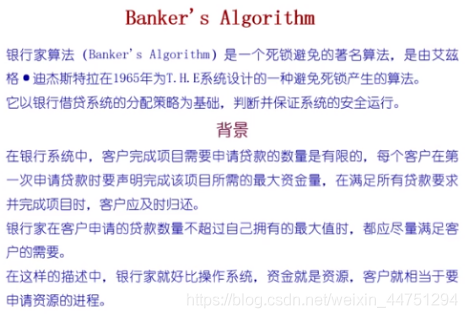 Banker's Algorithm
银行家算法（Banker's Algorithm）是一个死锁避免的著名算法，是由艾兹
格●迪杰斯特拉在1965年为T.H.E系统设计的一种避免死锁产生的算法。
它以银行借贷系统的分配策略为基础，判断并保证系统的安全运行。
背景
在银行系统中，客户完成项目需要申请贷款的数量是有限的，每个客户在第
一次申请贷款时要声明完成该项目所需的最大资金量，在满足所有贷款要求
并完成项目时，客户应及时归还。
银行家在客户申请的贷款数量不超过自己拥有的最大值时，都应尽量满足客
户的需要。
在这样的描述中，银行家就好比操作系统，资金就是资源，客户就相当于要
申请资源的进程。
https://blog.csdn.net/weixin_44751294